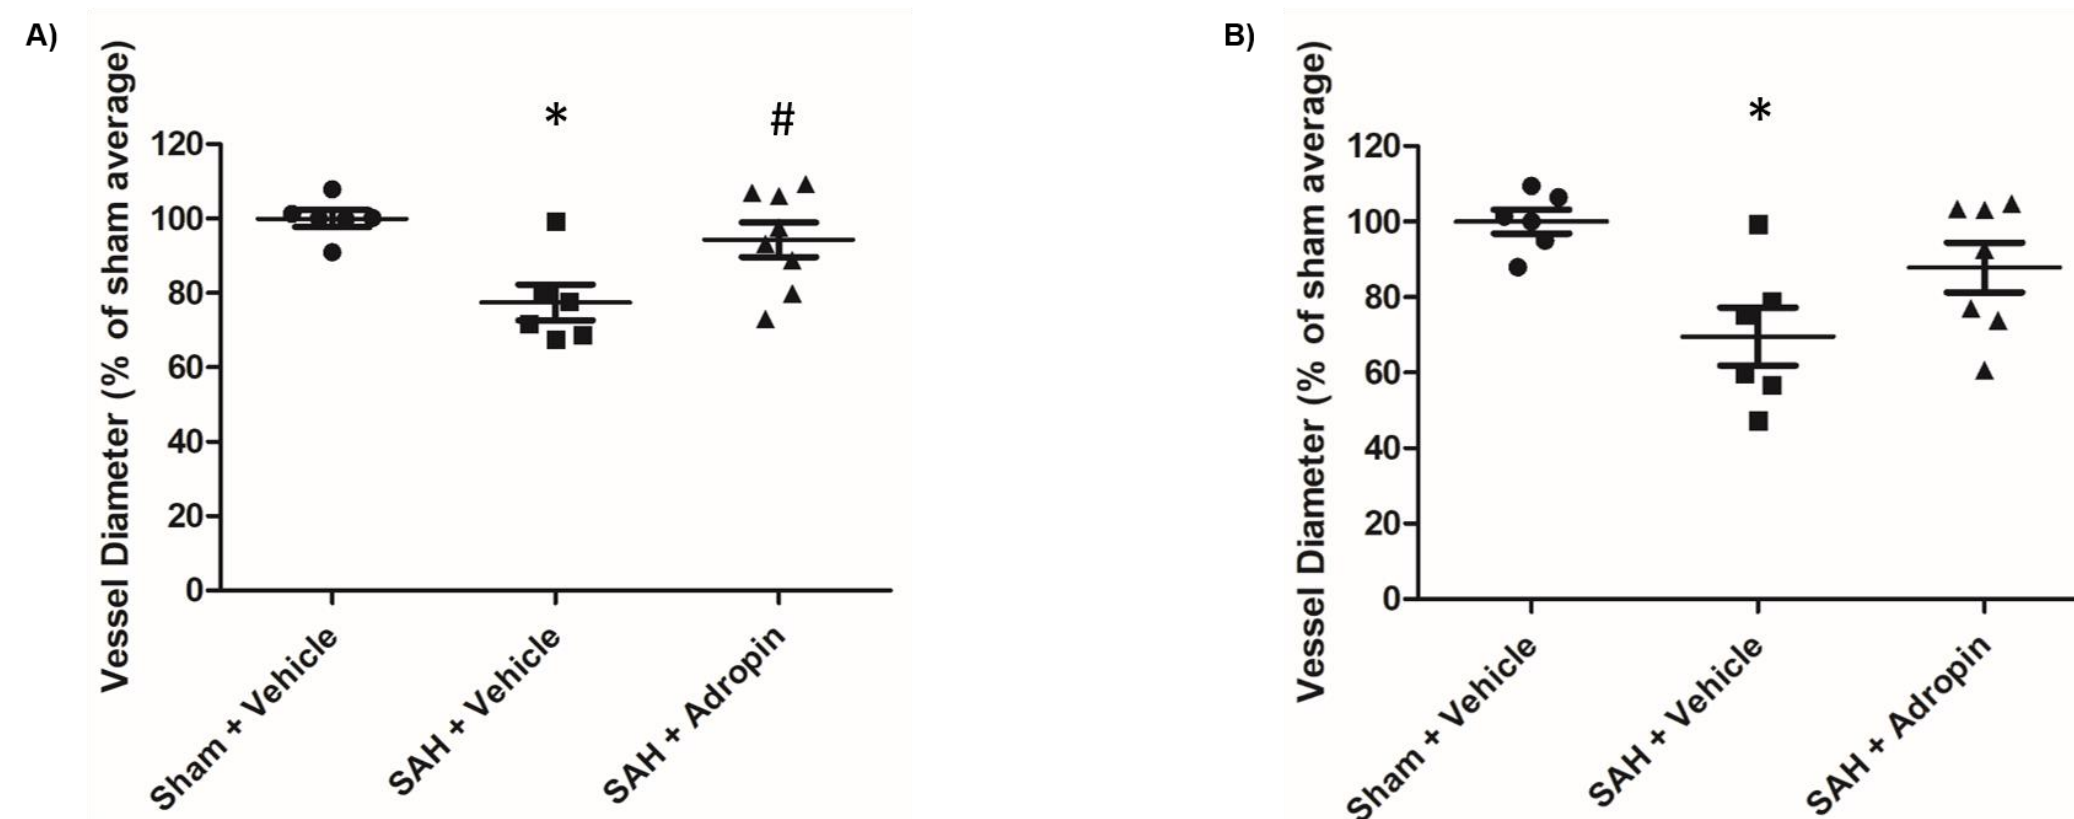 A)
Vessel Diameter (% of sham average)
* #
120
100
80
60
40
20
0
Sham + Vehicle
SAH + Vehicle
SAH + Adropin
B)
Vessel Diameter (% of sham average)
*
120
100
80
60
40
20
0
Sham + Vehicle
SAH + Vehicle
SAH + Adropin